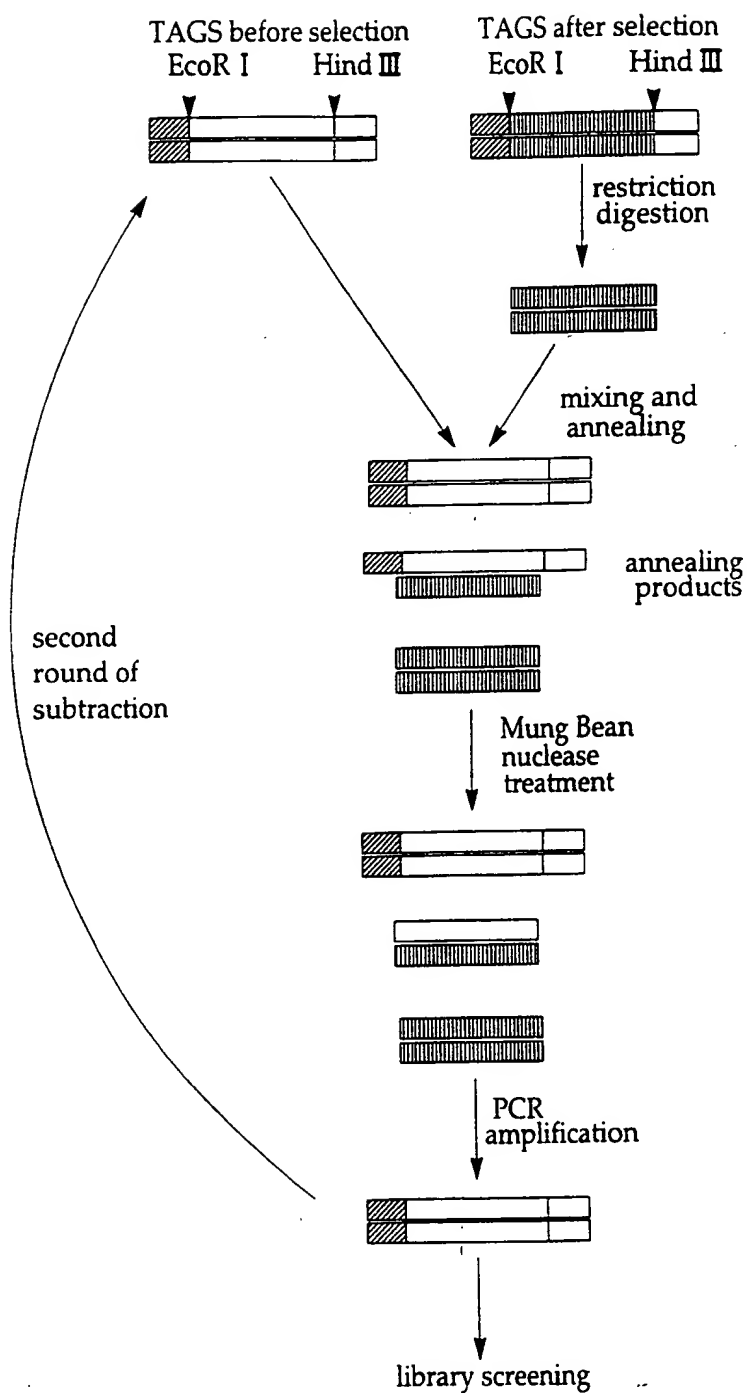 TAGS before selection
EcoR I Hind III
TAGS after selection
EcoR I Hind III
restriction
digestion
mixing and
annealing
annealing
products
second
round of
subtraction
Mung Bean
nuclease
treatment
PCR
amplification
library screening